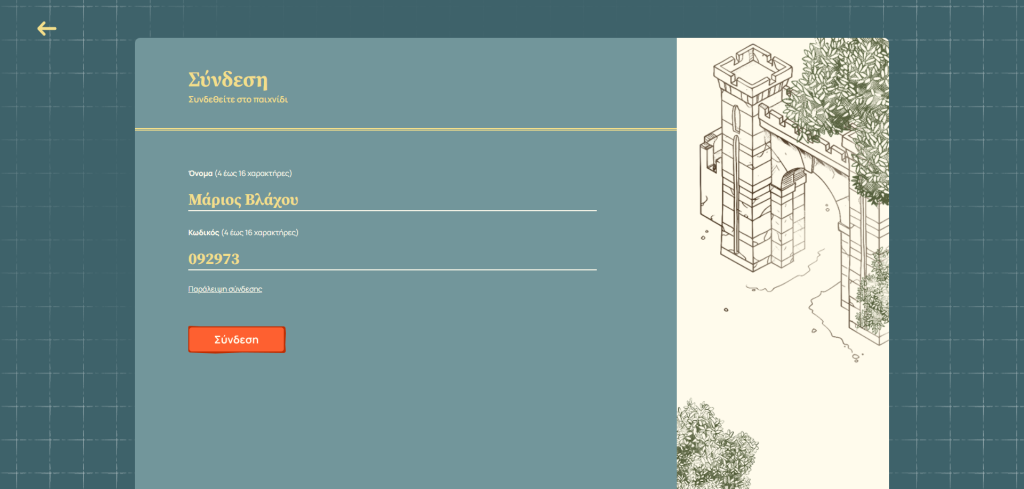 Σύνδεση
Συνδεθείτε στο παιχνίδι
Όνομα (4 έως 16 χαρακτήρες)
Μάριος Βλάχου
Κωδικός (4 έως 16 χαρακτήρες)
092973
Παράλειψη σύνδεσης
Σύνδεση